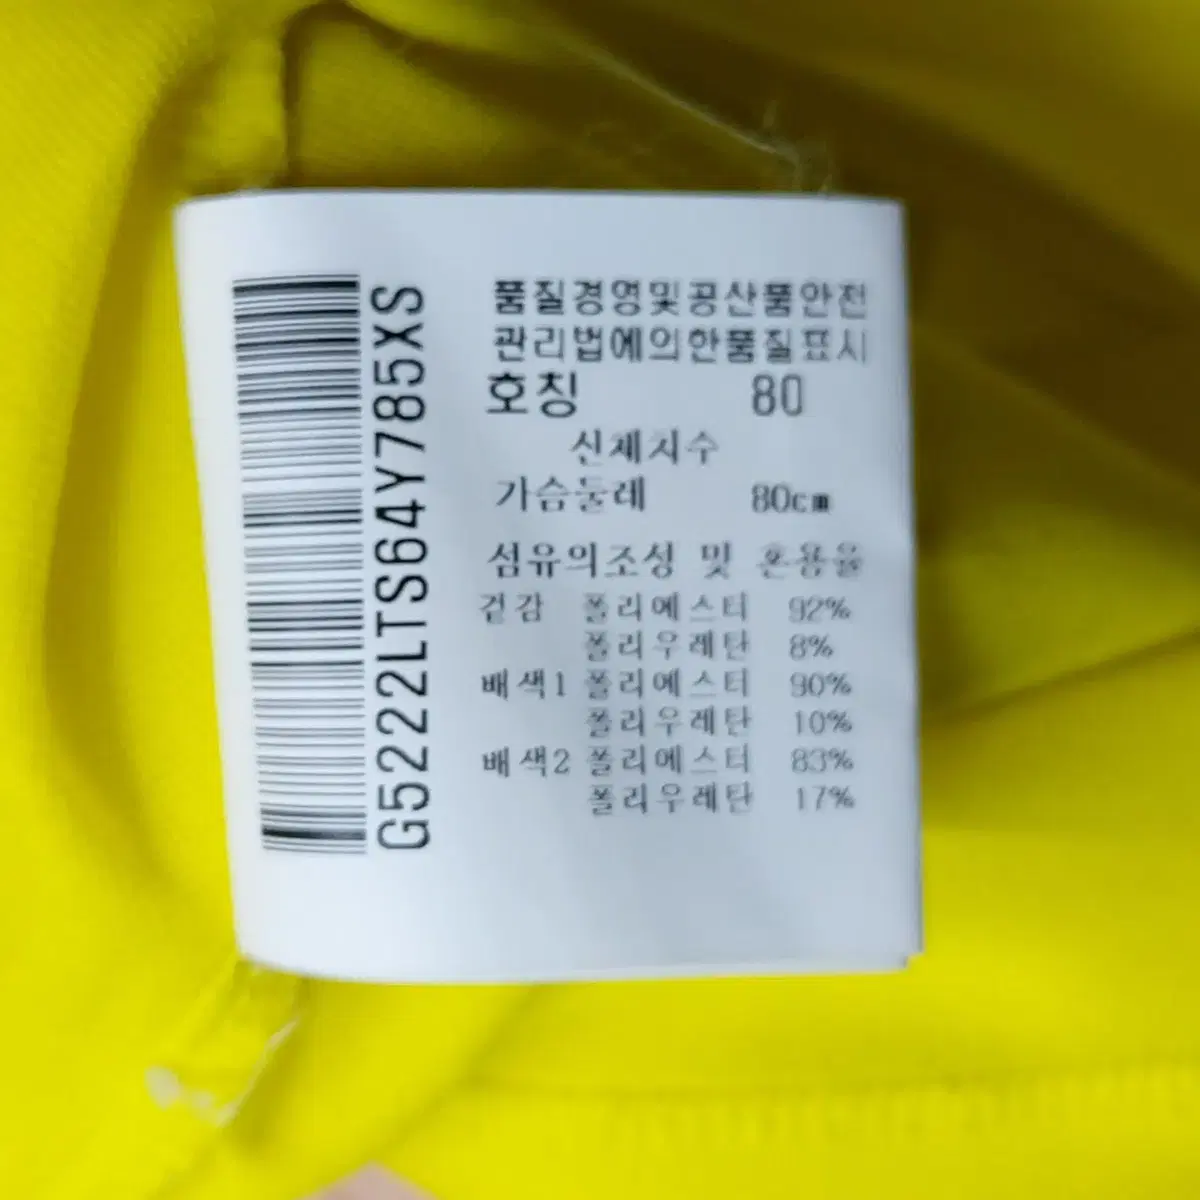 G5222LTS64Y785XS
품질경영및공산품안전
관리법에의한품질표시
호칭 80
신체치수
가슴둘레 80cm
섬유의조성 및 혼용율
겉감 폴리에스터 92%
폴리우레탄 8%
배색1 폴리에스터 90%
폴리우레탄 10%
배색2 폴리에스터 83%
폴리우레탄 17%